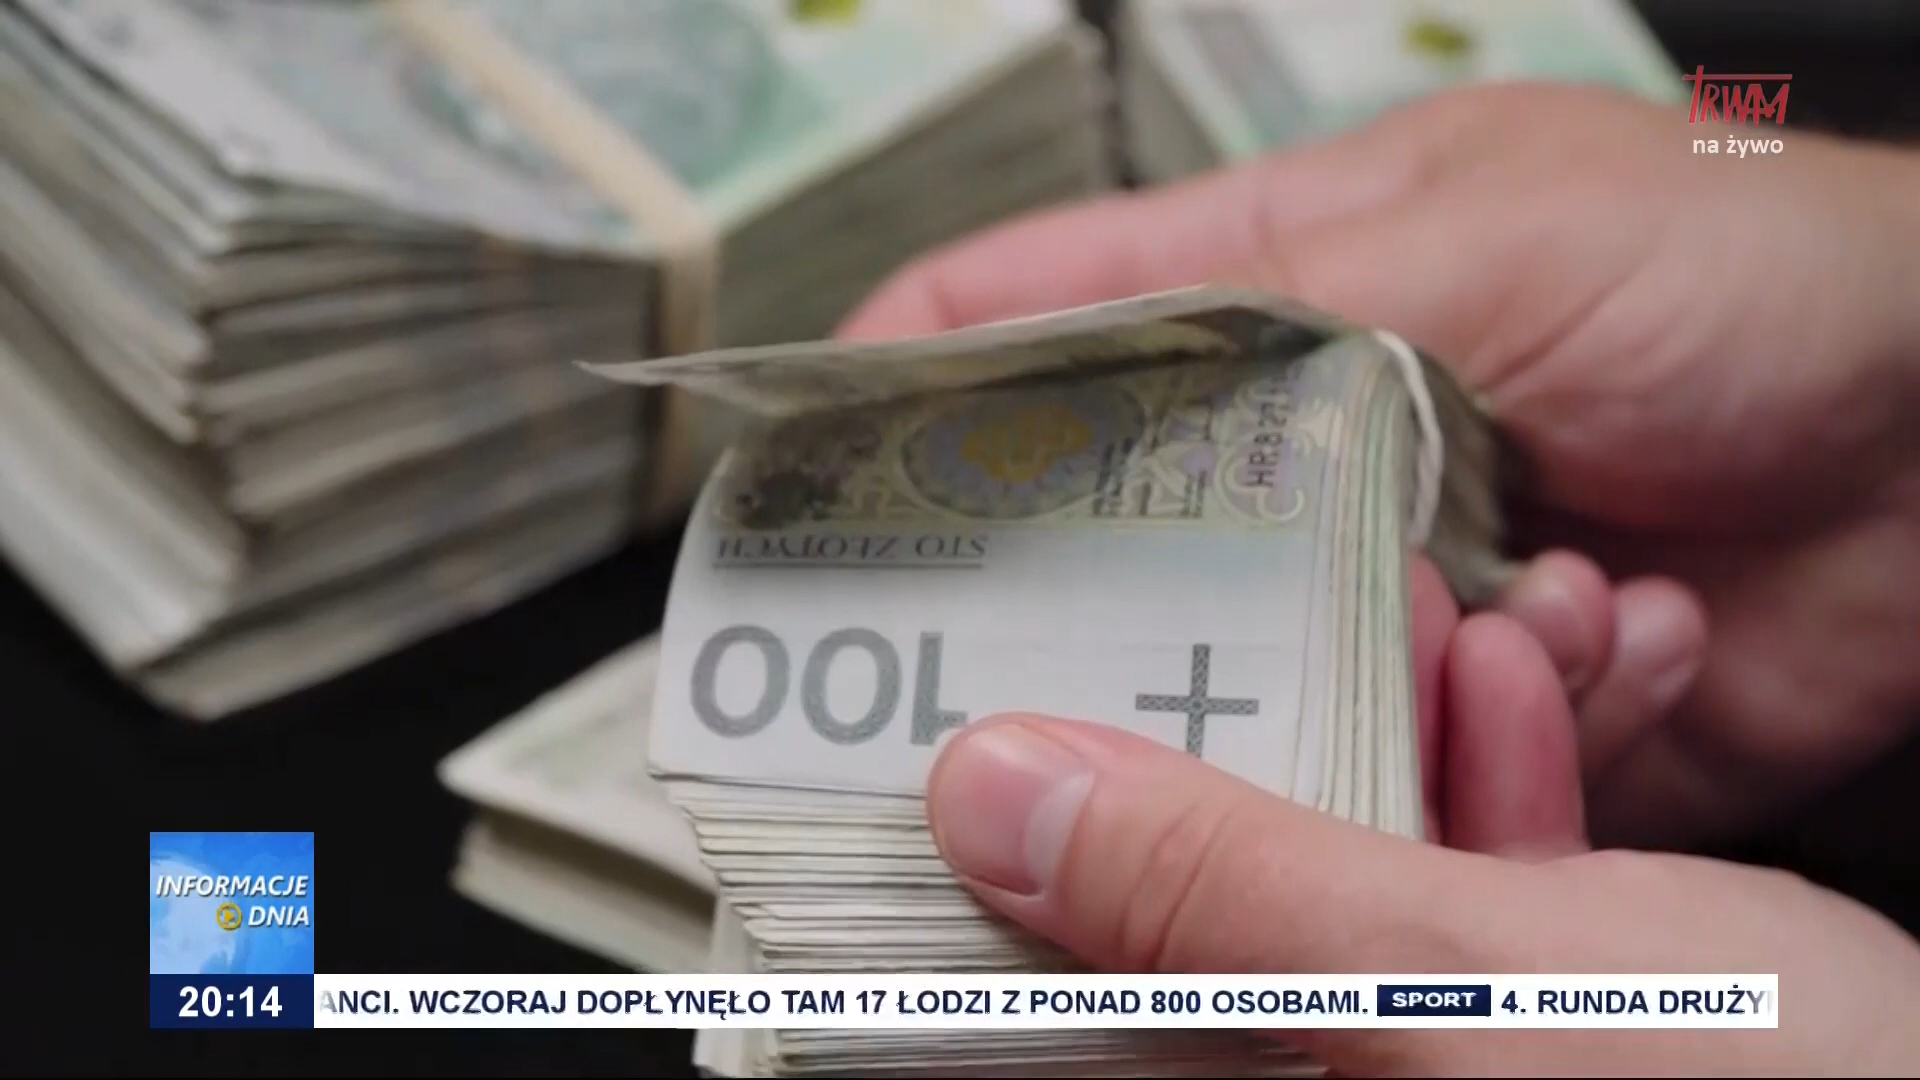 TRWAM
na żywo
HR827
STO ZŁOTYCH
100
INFORMACJE
DNIA
20:14
ANCI. WCZORAJ DOPŁYNĘŁO TAM 17 ŁODZI Z PONAD 800 OSOBAMI. SPORT 4. RUNDA DRUŻY